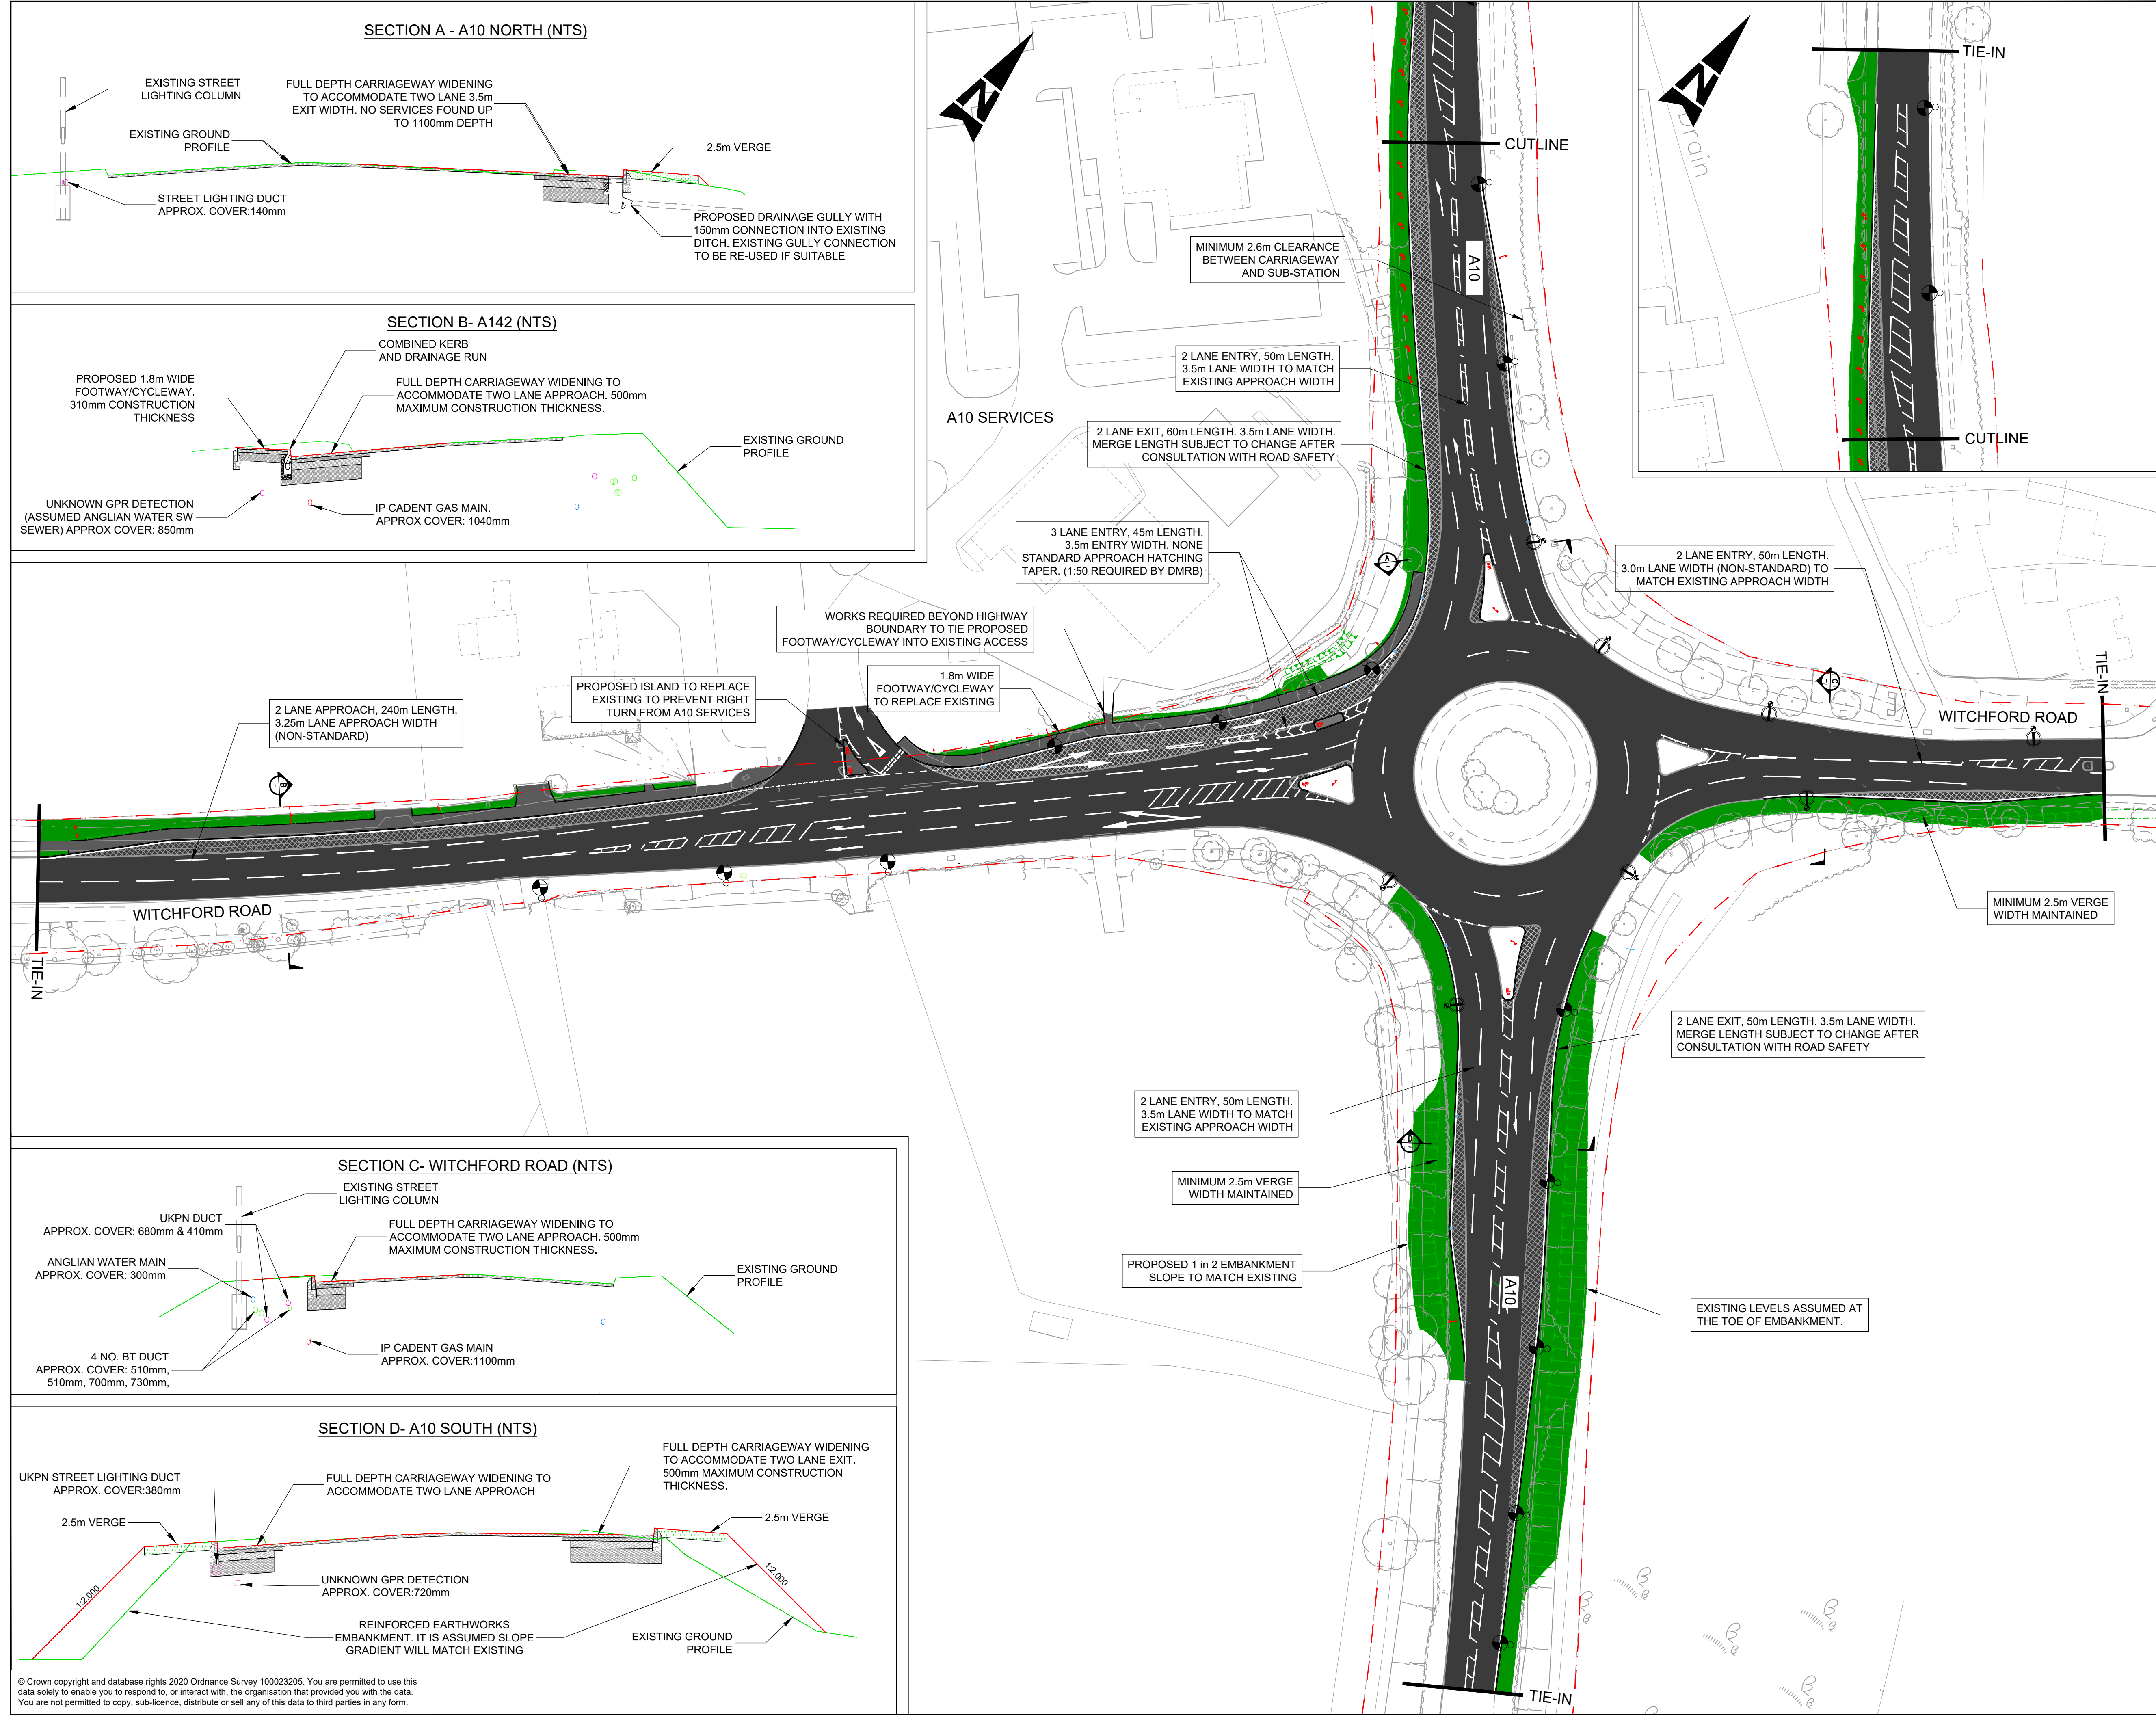 SECTION A - A10 NORTH (NTS)
EXISTING STREET
LIGHTING COLUMN
FULL DEPTH CARRIAGEWAY WIDENING
TO ACCOMMODATE TWO LANE 3.5m
EXIT WIDTH. NO SERVICES FOUND UP
TO 1100mm DEPTH
EXISTING GROUND
PROFILE
2.5m VERGE
STREET LIGHTING DUCT
APPROX. COVER:140mm
PROPOSED DRAINAGE GULLY WITH
150mm CONNECTION INTO EXISTING
DITCH. EXISTING GULLY CONNECTION
TO BE RE-USED IF SUITABLE
SECTION B- A142 (NTS)
COMBINED KERB
AND DRAINAGE RUN
PROPOSED 1.8m WIDE
FOOTWAY/CYCLEWAY.
310mm CONSTRUCTION
THICKNESS
FULL DEPTH CARRIAGEWAY WIDENING TO
ACCOMMODATE TWO LANE APPROACH. 500mm
MAXIMUM CONSTRUCTION THICKNESS.
EXISTING GROUND
PROFILE
UNKNOWN GPR DETECTION
(ASSUMED ANGLIAN WATER SW
SEWER) APPROX COVER: 850mm
IP CADENT GAS MAIN.
APPROX COVER: 1040mm
N
CUTLINE
A10
MINIMUM 2.6m CLEARANCE
BETWEEN CARRIAGEWAY
AND SUB-STATION
2 LANE ENTRY, 50m LENGTH.
3.5m LANE WIDTH TO MATCH
EXISTING APPROACH WIDTH
A10 SERVICES
2 LANE EXIT, 60m LENGTH. 3.5m LANE WIDTH.
MERGE LENGTH SUBJECT TO CHANGE AFTER
CONSULTATION WITH ROAD SAFETY
3 LANE ENTRY, 45m LENGTH.
3.5m ENTRY WIDTH. NONE
STANDARD APPROACH HATCHING
TAPER. (1:50 REQUIRED BY DMRB)
WORKS REQUIRED BEYOND HIGHWAY
BOUNDARY TO TIE PROPOSED
FOOTWAY/CYCLEWAY INTO EXISTING ACCESS
1.8m WIDE
FOOTWAY/CYCLEWAY
TO REPLACE EXISTING
PROPOSED ISLAND TO REPLACE
EXISTING TO PREVENT RIGHT
TURN FROM A10 SERVICES
2 LANE APPROACH, 240m LENGTH.
3.25m LANE APPROACH WIDTH
(NON-STANDARD)
B
WITCHFORD ROAD
TIE-IN
N
Drain
TIE-IN
CUTLINE
A
2 LANE ENTRY, 50m LENGTH.
3.0m LANE WIDTH (NON-STANDARD) TO
MATCH EXISTING APPROACH WIDTH
C
TIE-IN
WITCHFORD ROAD
MINIMUM 2.5m VERGE
WIDTH MAINTAINED
2 LANE EXIT, 50m LENGTH. 3.5m LANE WIDTH.
MERGE LENGTH SUBJECT TO CHANGE AFTER
CONSULTATION WITH ROAD SAFETY
2 LANE ENTRY, 50m LENGTH.
3.5m LANE WIDTH TO MATCH
EXISTING APPROACH WIDTH
D
MINIMUM 2.5m VERGE
WIDTH MAINTAINED
PROPOSED 1 in 2 EMBANKMENT
SLOPE TO MATCH EXISTING
A10
EXISTING LEVELS ASSUMED AT
THE TOE OF EMBANKMENT.
TIE-IN
SECTION C- WITCHFORD ROAD (NTS)
EXISTING STREET
LIGHTING COLUMN
UKPN DUCT
APPROX. COVER: 680mm & 410mm
FULL DEPTH CARRIAGEWAY WIDENING TO
ACCOMMODATE TWO LANE APPROACH. 500mm
MAXIMUM CONSTRUCTION THICKNESS.
ANGLIAN WATER MAIN
APPROX. COVER: 300mm
EXISTING GROUND
PROFILE
IP CADENT GAS MAIN
APPROX. COVER:1100mm
4 NO. BT DUCT
APPROX. COVER: 510mm,
510mm, 700mm, 730mm,
SECTION D- A10 SOUTH (NTS)
FULL DEPTH CARRIAGEWAY WIDENING
TO ACCOMMODATE TWO LANE EXIT.
500mm MAXIMUM CONSTRUCTION
THICKNESS.
UKPN STREET LIGHTING DUCT
APPROX. COVER:380mm
FULL DEPTH CARRIAGEWAY WIDENING TO
ACCOMMODATE TWO LANE APPROACH
2.5m VERGE
2.5m VERGE
1:2.000
1:2.000
UNKNOWN GPR DETECTION
APPROX. COVER:720mm
REINFORCED EARTHWORKS
EMBANKMENT. IT IS ASSUMED SLOPE
GRADIENT WILL MATCH EXISTING
EXISTING GROUND
PROFILE
© Crown copyright and database rights 2020 Ordnance Survey 100023205. You are permitted to use this
data solely to enable you to respond to, or interact with, the organisation that provided you with the data.
You are not permitted to copy, sub-licence, distribute or sell any of this data to third parties in any form.